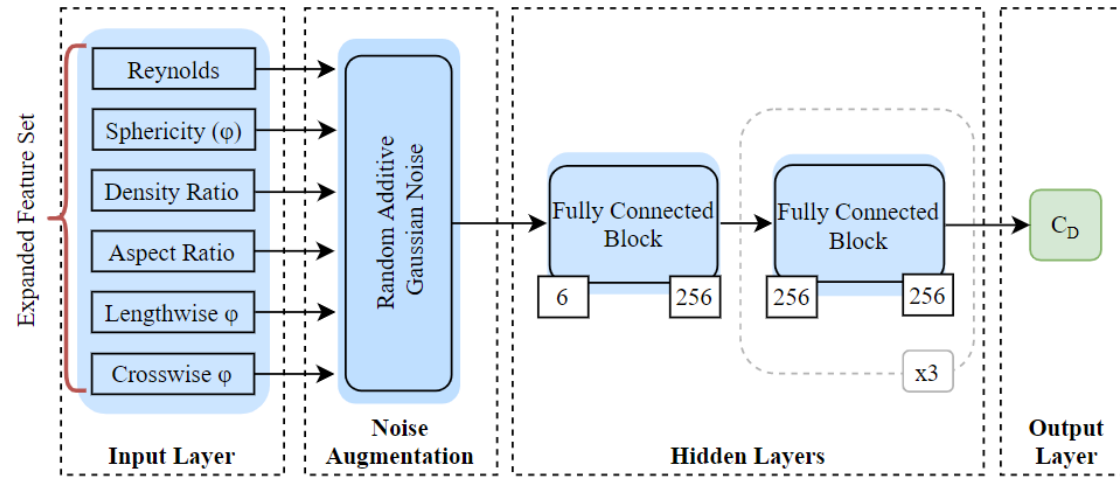 Expanded Feature Set
Reynolds
Sphericity (φ)
Density Ratio
Aspect Ratio
Lengthwise φ
Crosswise φ
Input Layer
Random Additive
Gaussian Noise
Noise
Augmentation
Fully Connected
Block
6
256
Fully Connected
Block
256
256
x3
Hidden Layers
C_D
Output
Layer